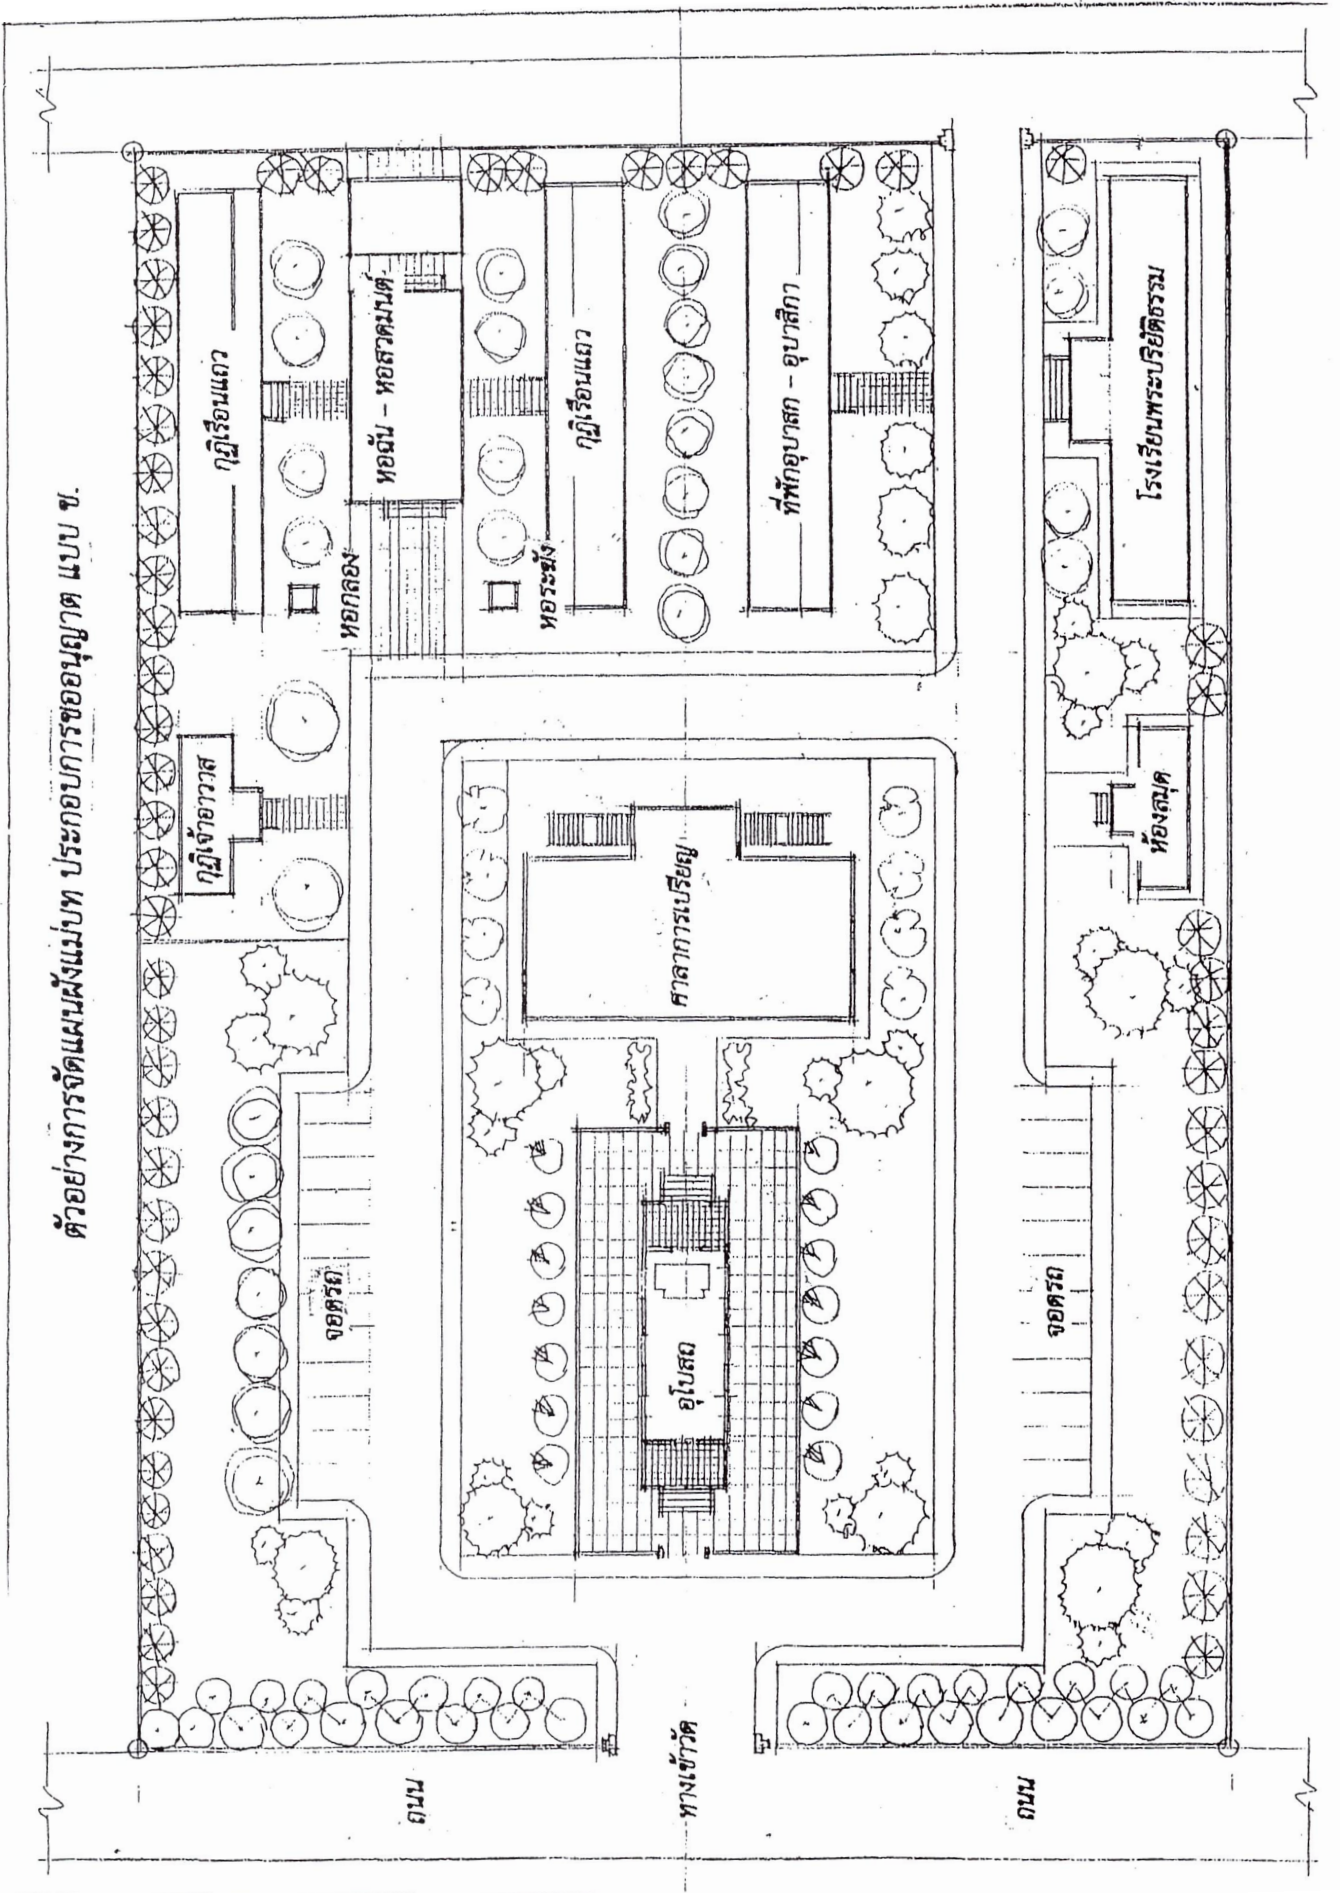 ตัวอย่างการจัดแผนผังแม่บท ประกอบการขออนุญาต แบบ ข.
กุฏิเจ้าอาวาส
กุฏิเรือนแถว
หอกลอง
หอฉัน - หอสวดมนต์
หอระฆัง
กุฏิเรือนแถว
ที่พักอุบาสก - อุบาสิกา
จอดรถ
อุโบสถ
ศาลาการเปรียญ
จอดรถ
ห้องสมุด
โรงเรียนพระปริยัติธรรม
ถนน
ทางเข้าวัด
ถนน